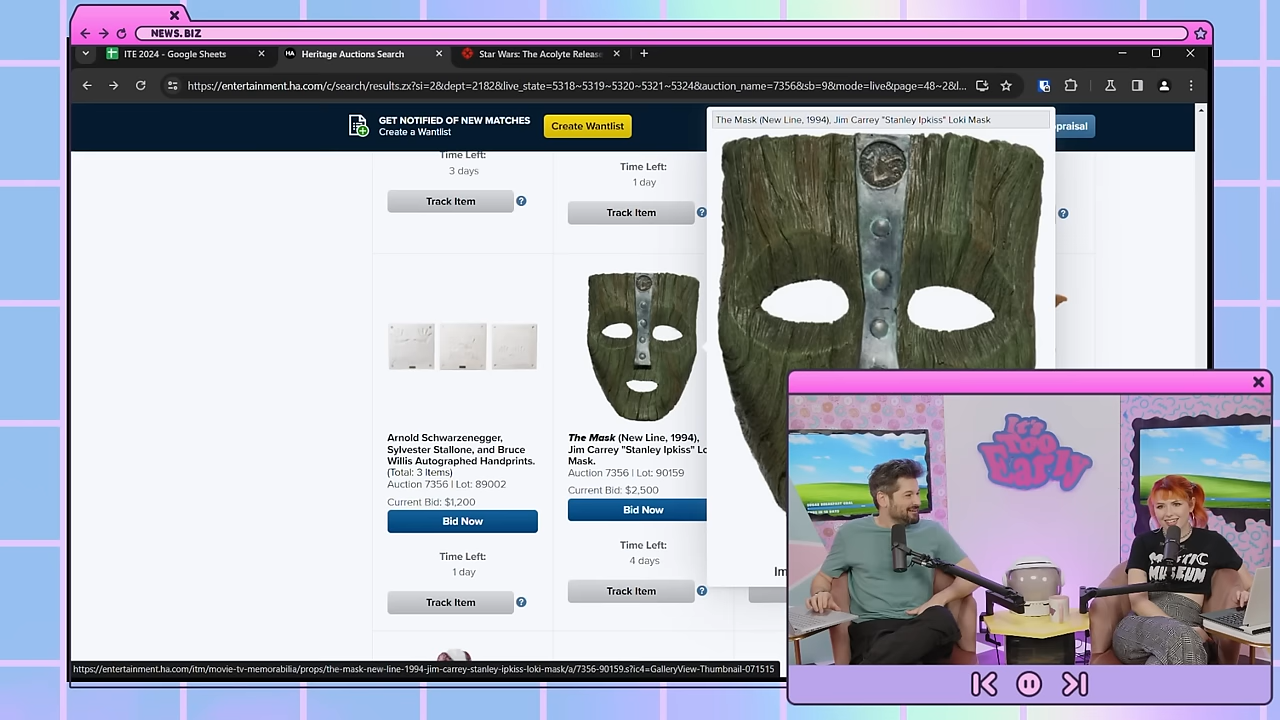 NEWS.BIZ
ITE 2024 - Google Sheets
HA
Heritage Auctions Search
Star Wars: The Acolyte Release
https://entertainment.ha.com/c/search/results.zx?si=2&dept=2182&live_state=5318~5319~5320~5321~5324&auction_name=7356&sb=9&mode=live&page=48~2&l...
GET NOTIFIED OF NEW MATCHES
Create a Wantlist
Create Wantlist
praisal
The Mask (New Line, 1994), Jim Carrey "Stanley Ipkiss" Loki Mask
Time Left:
3 days
Track Item
?
Time Left:
1 day
Track Item
?
?
Arnold Schwarzenegger,
Sylvester Stallone, and Bruce
Willis Autographed Handprints.
(Total: 3 Items)
Auction 7356 | Lot: 89002
Current Bid: $1,200
Bid Now
Time Left:
1 day
Track Item
?
The Mask (New Line, 1994),
Jim Carrey "Stanley Ipkiss" Lo
Mask.
Auction 7356 | Lot: 90159
Current Bid: $2,500
Bid Now
Time Left:
4 days
Track Item
?
Im
It's
Too
Early
MYSTIC
MUSEUM
https://entertainment.ha.com/itm/movie-tv-memorabilia/props/the-mask-new-line-1994-jim-carrey-stanley-ipkiss-loki-mask/a/7356-90159.s?ic4=GalleryView-Thumbnail-071515